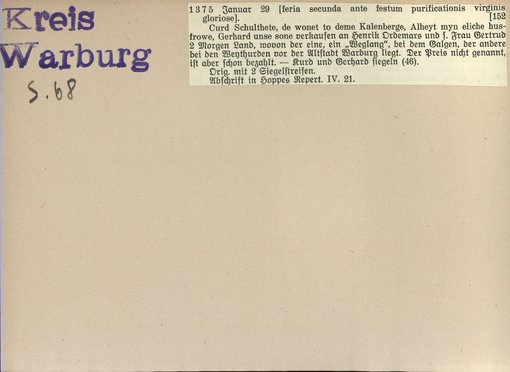 Kreis
Warburg
S. 68
1375 Januar 29 [feria secunda ante festum purificationis virginis
gloriose]. [152
Curd Schulthete, de wonet to deme Kalenberge, Alheyt myn eliche hus-
frowe, Gerhard unse sone verkaufen an Henrik Ordemars und s. Frau Gertrud
2 Morgen Land, wovon der eine, ein „Weglang“, bei dem Galgen, der andere
bei den Weythurden vor der Altstadt Warburg liegt. Der Preis nicht genannt,
ist aber schon bezahlt. — Kurd und Gerhard siegeln (46).
Orig. mit 2 Siegelstreifen.
Abschrift in Hoppes Repert. IV. 21.